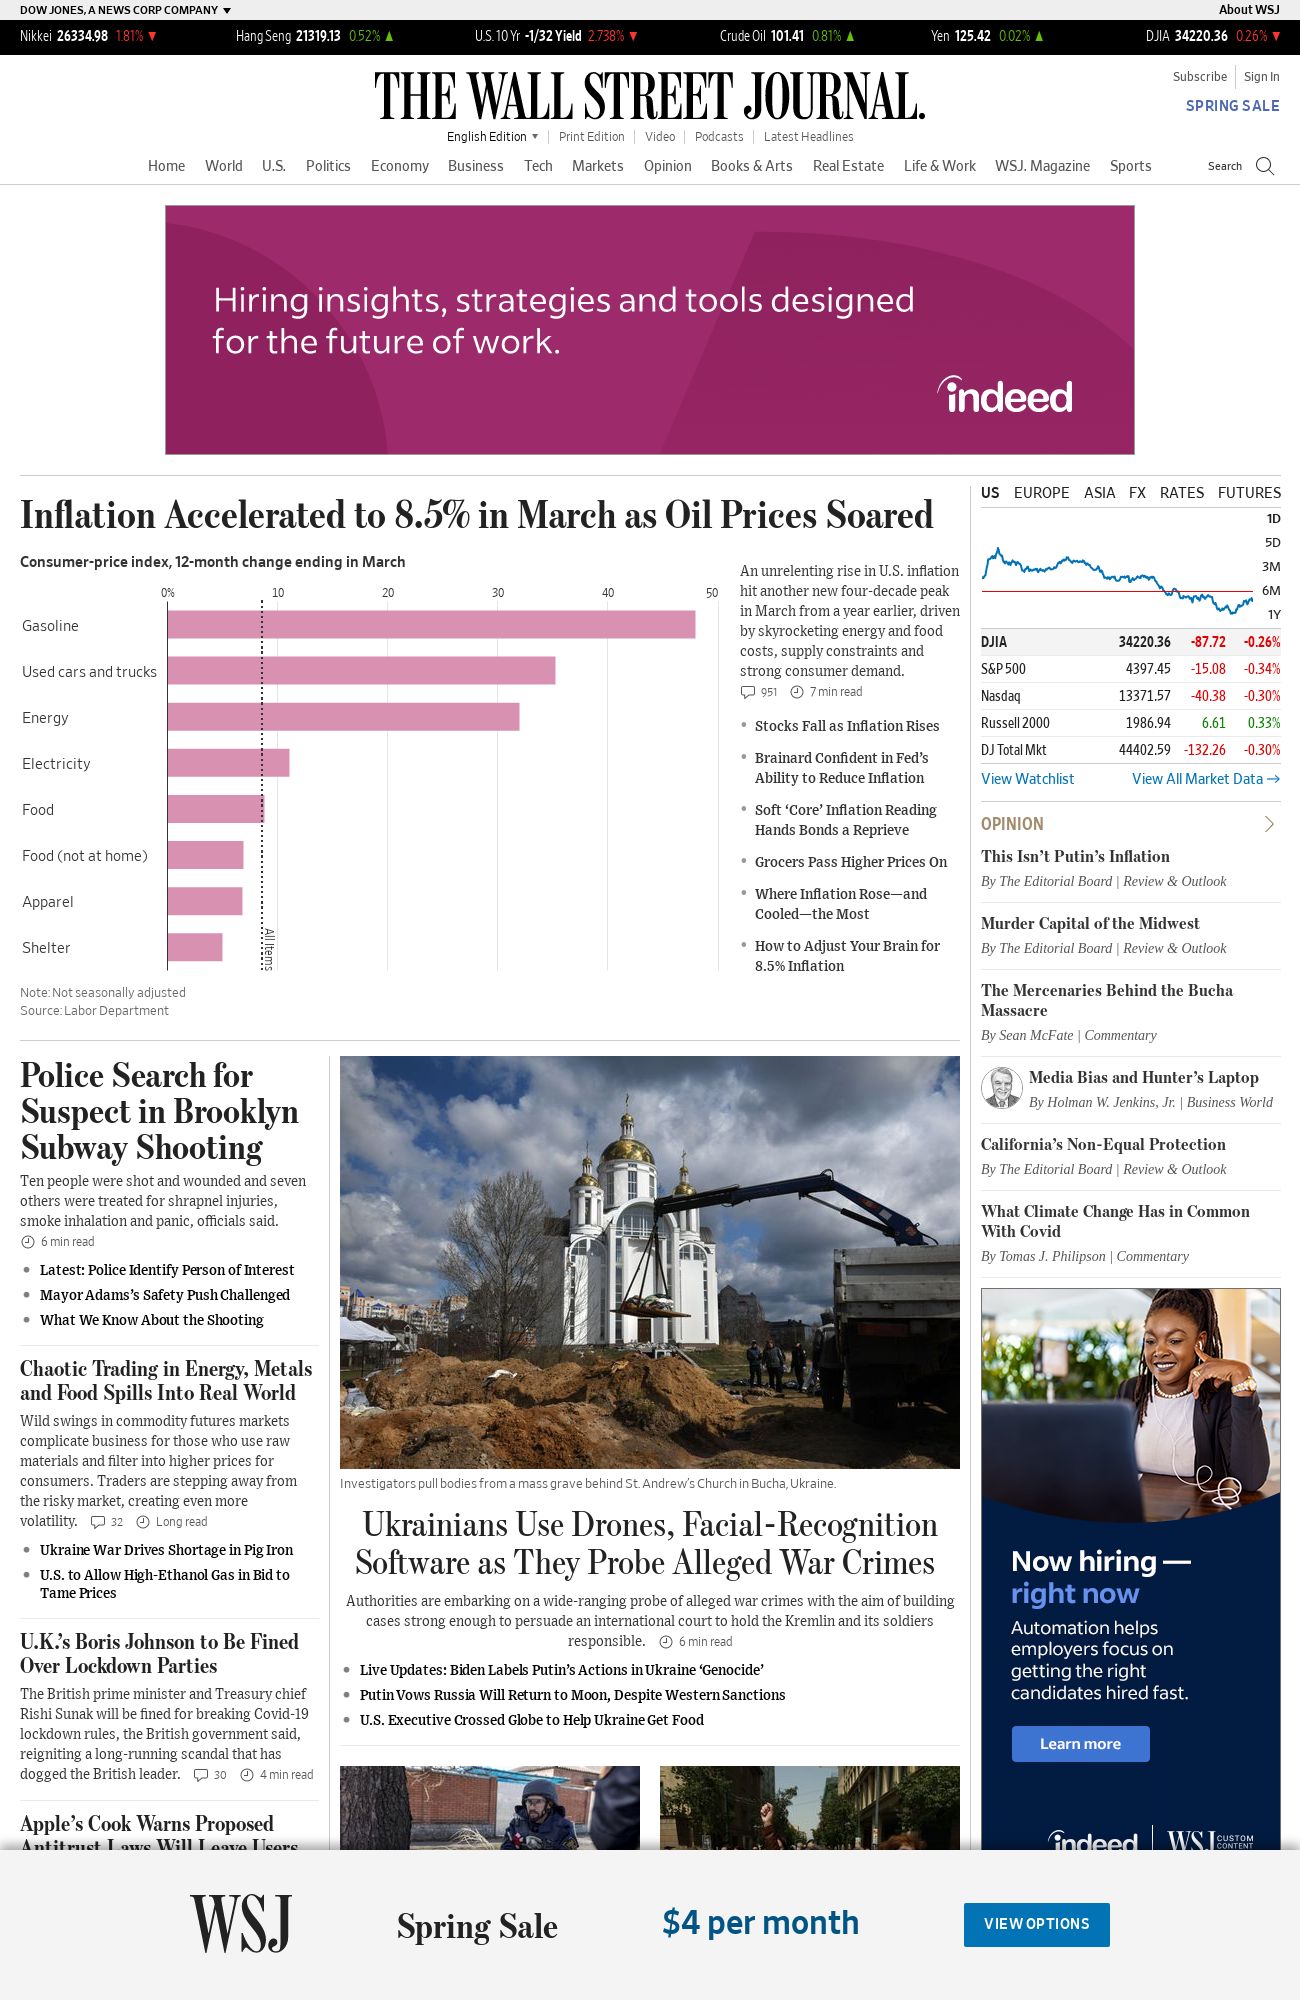 DOW JONES, A NEWS CORP COMPANY
About WSJ
Nikkei 26334.98 1.81%
Hang Seng 21319.13 0.52%
U.S. 10 Yr -1/32 Yield 2.738%
Crude Oil 101.41 0.81%
Yen 125.42 0.02%
DJIA 34220.36 0.26%
THE WALL STREET JOURNAL.
Subscribe Sign In
SPRING SALE
English Edition Print Edition Video Podcasts Latest Headlines
Home World U.S. Politics Economy Business Tech Markets Opinion Books & Arts Real Estate Life & Work WSJ. Magazine Sports
Search
Hiring insights, strategies and tools designed
for the future of work.
indeed
Inflation Accelerated to 8.5% in March as Oil Prices Soared
Consumer-price index, 12-month change ending in March
0% 10 20 30 40 50
Gasoline
Used cars and trucks
Energy
Electricity
Food
Food (not at home)
Apparel
Shelter
All items
Note: Not seasonally adjusted
Source: Labor Department
An unrelenting rise in U.S. inflation
hit another new four-decade peak
in March from a year earlier, driven
by skyrocketing energy and food
costs, supply constraints and
strong consumer demand.
951 7 min read
Stocks Fall as Inflation Rises
Brainard Confident in Fed’s
Ability to Reduce Inflation
Soft ‘Core’ Inflation Reading
Hands Bonds a Reprieve
Grocers Pass Higher Prices On
Where Inflation Rose—and
Cooled—the Most
How to Adjust Your Brain for
8.5% Inflation
Police Search for
Suspect in Brooklyn
Subway Shooting
Ten people were shot and wounded and seven
others were treated for shrapnel injuries,
smoke inhalation and panic, officials said.
6 min read
Latest: Police Identify Person of Interest
Mayor Adams’s Safety Push Challenged
What We Know About the Shooting
Chaotic Trading in Energy, Metals
and Food Spills Into Real World
Wild swings in commodity futures markets
complicate business for those who use raw
materials and filter into higher prices for
consumers. Traders are stepping away from
the risky market, creating even more
volatility. 32 Long read
Ukraine War Drives Shortage in Pig Iron
U.S. to Allow High-Ethanol Gas in Bid to
Tame Prices
U.K.’s Boris Johnson to Be Fined
Over Lockdown Parties
The British prime minister and Treasury chief
Rishi Sunak will be fined for breaking Covid-19
lockdown rules, the British government said,
reigniting a long-running scandal that has
dogged the British leader. 30 4 min read
Apple’s Cook Warns Proposed
Antitrust Laws Will Leave Users
Investigators pull bodies from a mass grave behind St. Andrew’s Church in Bucha, Ukraine.
Ukrainians Use Drones, Facial-Recognition
Software as They Probe Alleged War Crimes
Authorities are embarking on a wide-ranging probe of alleged war crimes with the aim of building
cases strong enough to persuade an international court to hold the Kremlin and its soldiers
responsible. 6 min read
Live Updates: Biden Labels Putin’s Actions in Ukraine ‘Genocide’
Putin Vows Russia Will Return to Moon, Despite Western Sanctions
U.S. Executive Crossed Globe to Help Ukraine Get Food
US EUROPE ASIA FX RATES FUTURES
1D
5D
3M
6M
1Y
DJIA 34220.36 -87.72 -0.26%
S&P 500 4397.45 -15.08 -0.34%
Nasdaq 13371.57 -40.38 -0.30%
Russell 2000 1986.94 6.61 0.33%
DJ Total Mkt 44402.59 -132.26 -0.30%
View Watchlist View All Market Data
OPINION
This Isn’t Putin’s Inflation
By The Editorial Board | Review & Outlook
Murder Capital of the Midwest
By The Editorial Board | Review & Outlook
The Mercenaries Behind the Bucha
Massacre
By Sean McFate | Commentary
Media Bias and Hunter’s Laptop
By Holman W. Jenkins, Jr. | Business World
California’s Non-Equal Protection
By The Editorial Board | Review & Outlook
What Climate Change Has in Common
With Covid
By Tomas J. Philipson | Commentary
Now hiring —
right now
Automation helps
employers focus on
getting the right
candidates hired fast.
Learn more
indeed WSJ CUSTOM
CONTENT
WSJ Spring Sale $4 per month VIEW OPTIONS